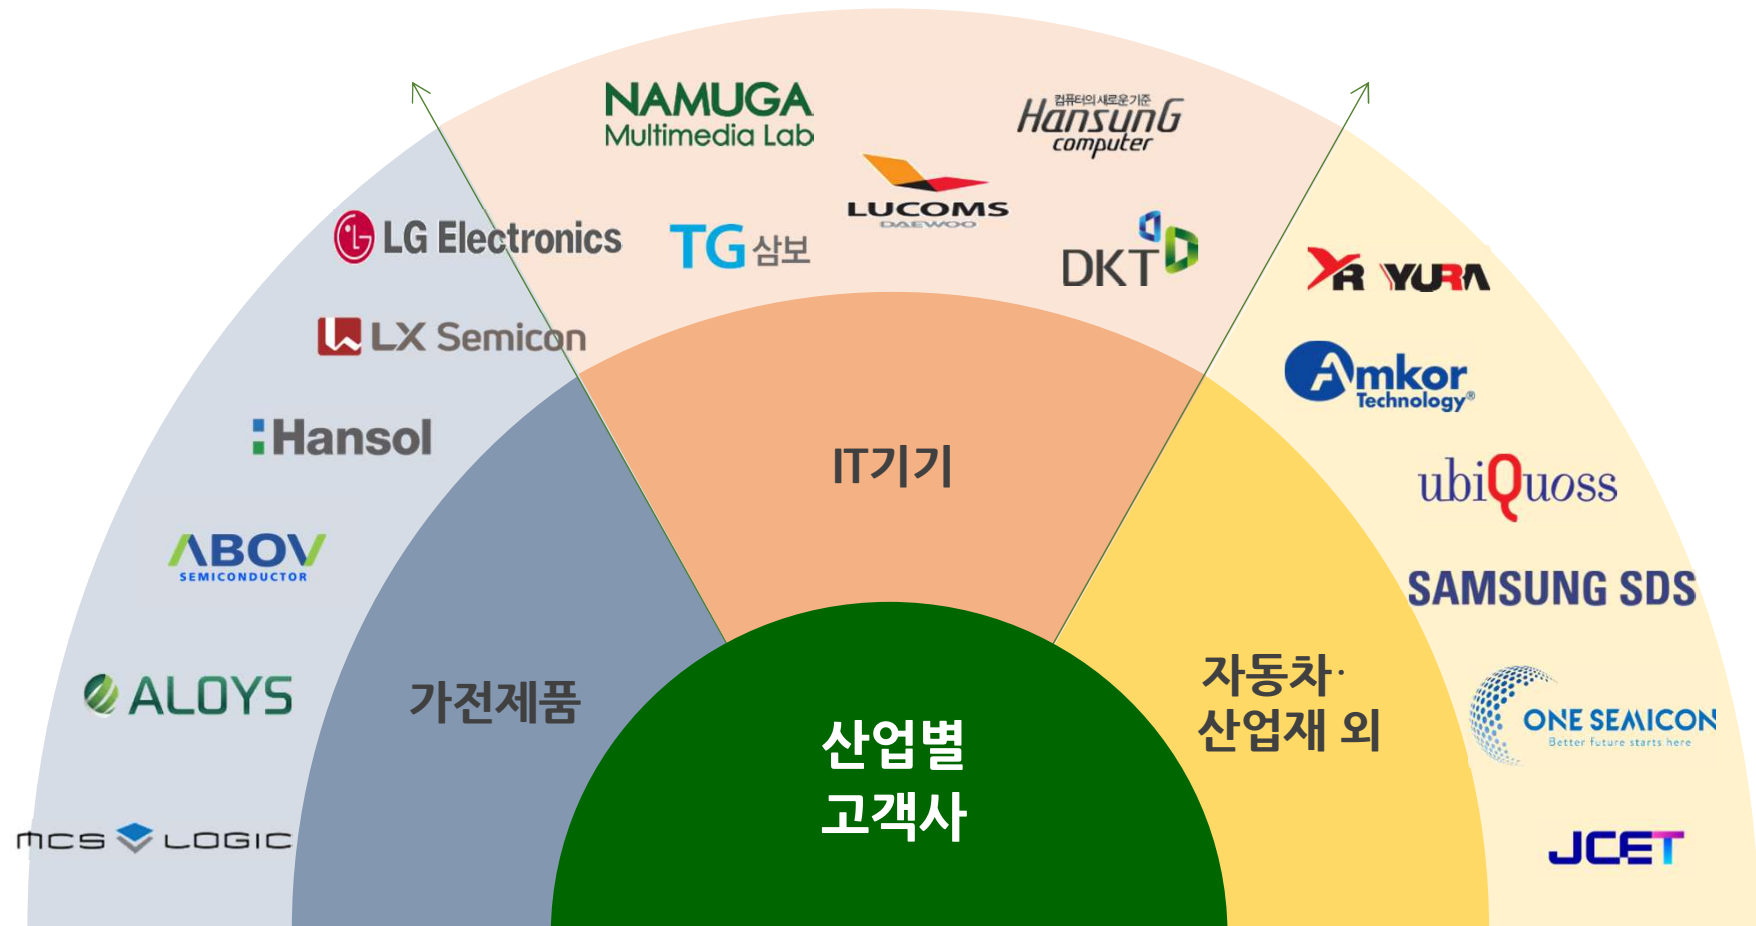 NAMUGA
Multimedia Lab
컴퓨터의 새로운 기준
HansunG
computer
LUCOMS
DAEWOO
TG삼보
DKT
LG Electronics
LX Semicon
:Hansol
ABOV
SEMICONDUCTOR
ALOYS
MCS LOGIC
YR YURA
Amkor
Technology®
ubiQuoss
SAMSUNG SDS
ONE SEMICON
Better future starts here
JCET
IT기기
가전제품
자동차·
산업재 외
산업별
고객사